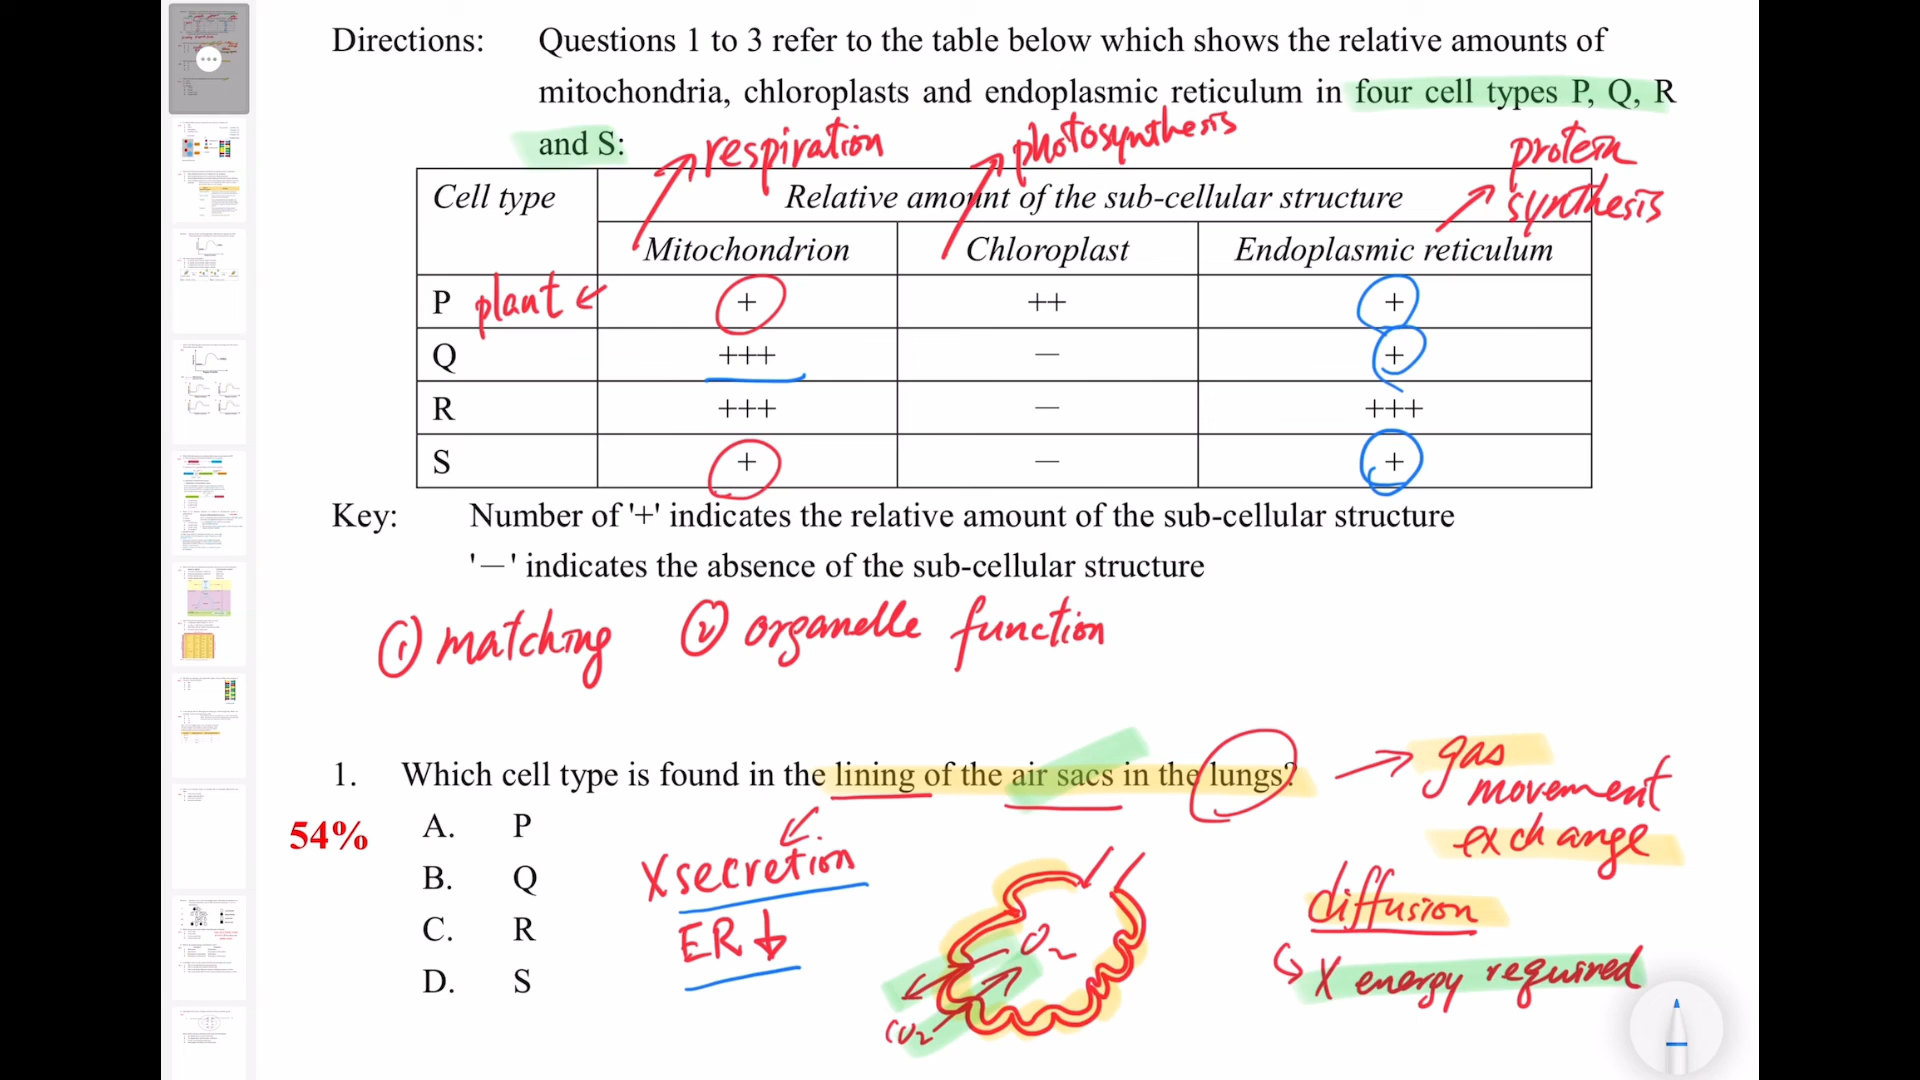 Directions: Questions 1 to 3 refer to the table below which shows the relative amounts of
mitochondria, chloroplasts and endoplasmic reticulum in four cell types P, Q, R
and S:
respiration
photosynthesis
protein
synthesis
Cell type Relative amount of the sub-cellular structure
Mitochondrion Chloroplast Endoplasmic reticulum
P plant + ++ +
Q +++ — +
R +++ — +++
S + — +
Key: Number of '+' indicates the relative amount of the sub-cellular structure
'—' indicates the absence of the sub-cellular structure
① matching ② organelle function
1. Which cell type is found in the lining of the air sacs in the lungs?
gas
movement
exchange
54%
A. P
B. Q
C. R
D. S
X secretion
ER ↓
O2
CO2
diffusion
X energy required